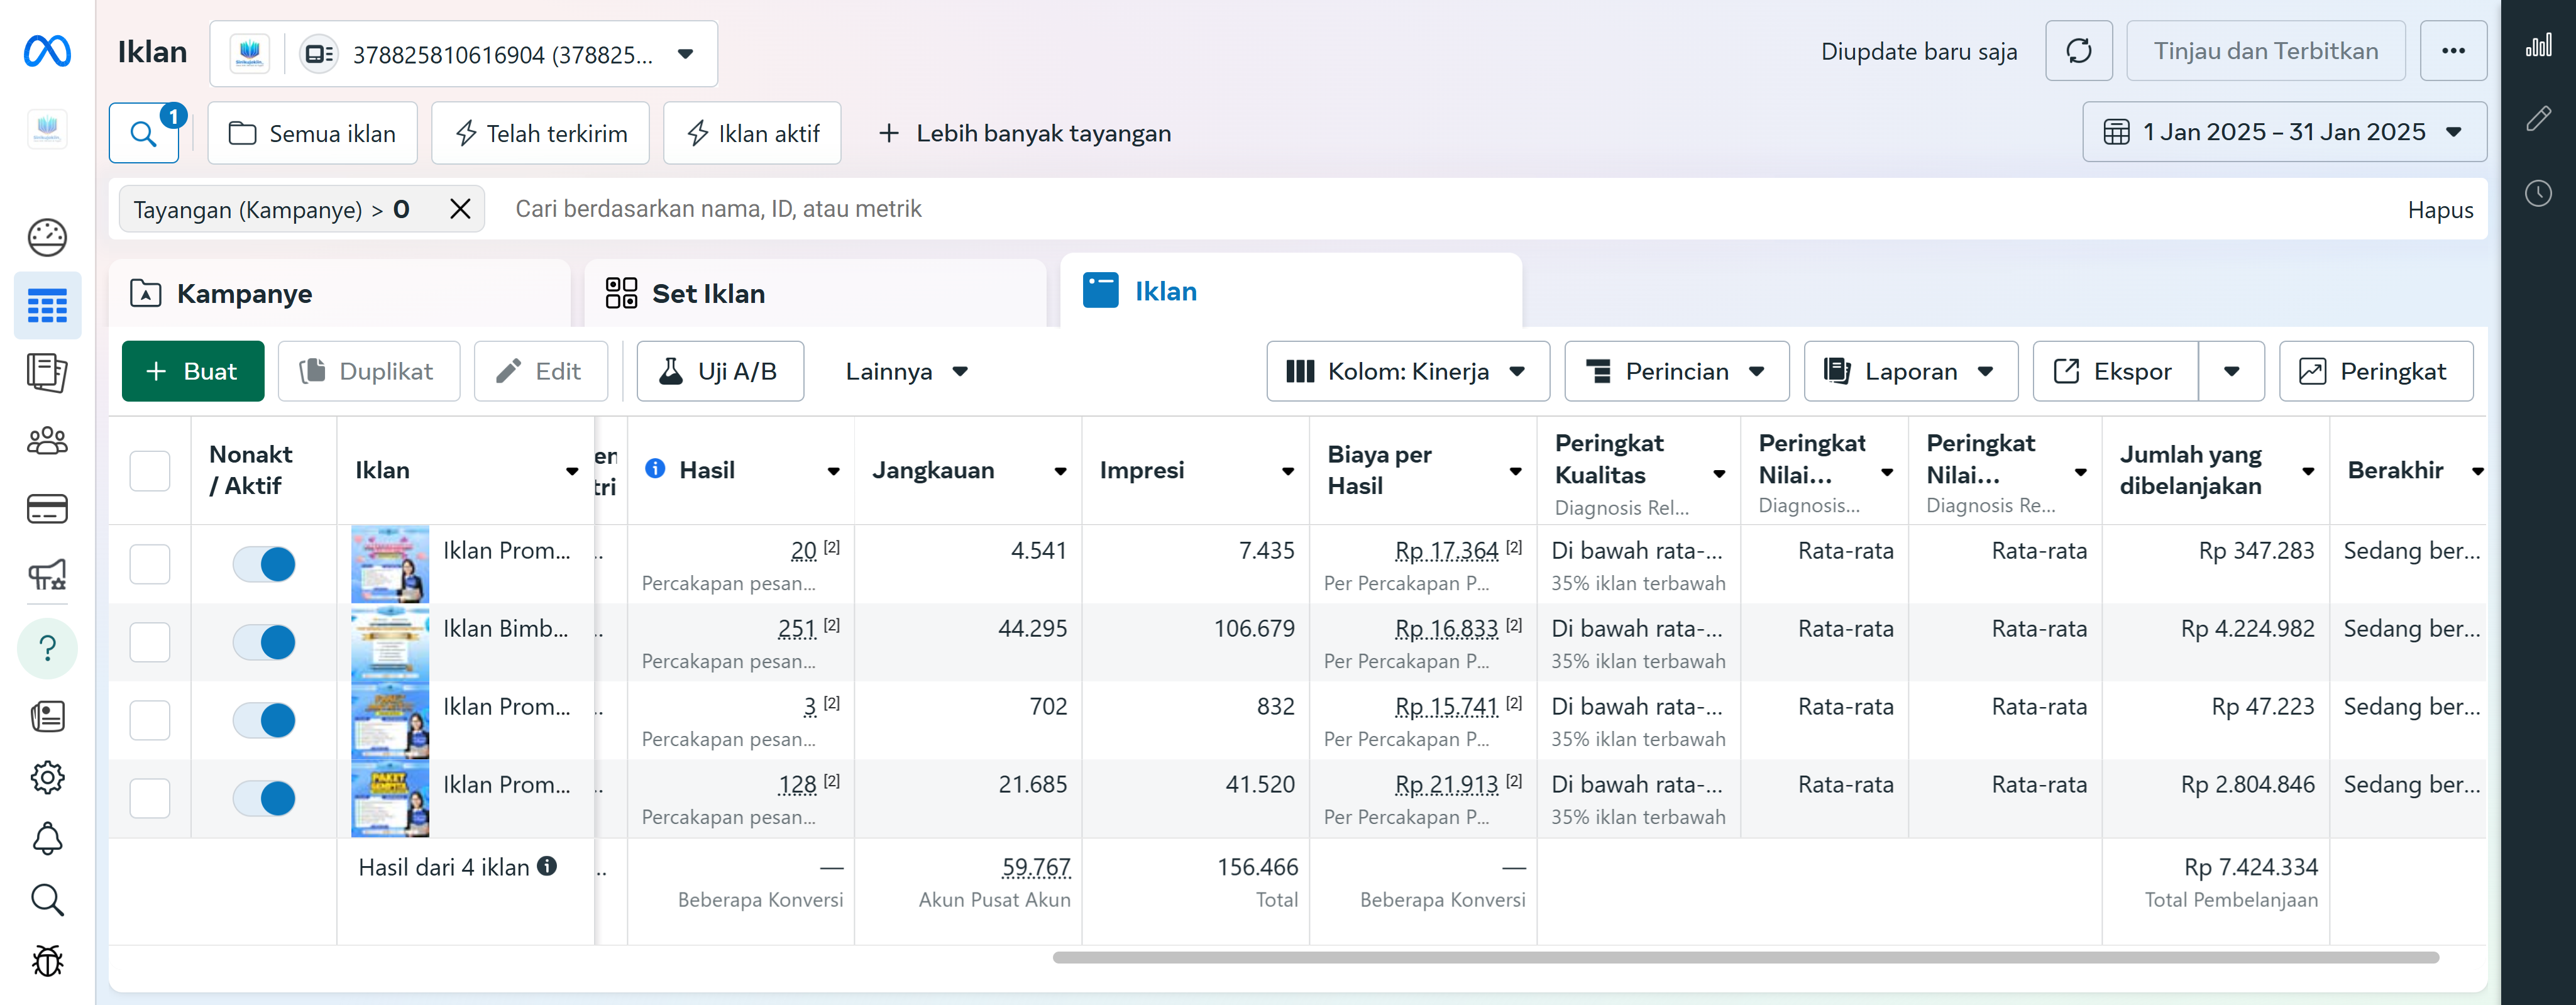 Iklan
378825810616904 (378825...
Diupdate baru saja
Tinjau dan Terbitkan
1
Semua iklan
Telah terkirim
Iklan aktif
Lebih banyak tayangan
1 Jan 2025 – 31 Jan 2025
Tayangan (Kampanye) > 0
Cari berdasarkan nama, ID, atau metrik
Hapus
Kampanye
Set Iklan
Iklan
Buat
Duplikat
Edit
Uji A/B
Lainnya
Kolom: Kinerja
Perincian
Laporan
Ekspor
Peringkat
Nonakt
/ Aktif
Iklan
en
tri
Hasil
Jangkauan
Impresi
Biaya per
Hasil
Peringkat
Kualitas
Diagnosis Rel...
Peringkat
Nilai...
Diagnosis...
Peringkat
Nilai...
Diagnosis Re...
Jumlah yang
dibelanjakan
Berakhir
Iklan Prom... .. 20 [2] 4.541 7.435 Rp 17.364 [2] Di bawah rata-... Rata-rata Rata-rata Rp 347.283 Sedang ber...
Percakapan pesan... Per Percakapan P... 35% iklan terbawah
Iklan Bimb... .. 251 [2] 44.295 106.679 Rp 16.833 [2] Di bawah rata-... Rata-rata Rata-rata Rp 4.224.982 Sedang ber...
Percakapan pesan... Per Percakapan P... 35% iklan terbawah
Iklan Prom... .. 3 [2] 702 832 Rp 15.741 [2] Di bawah rata-... Rata-rata Rata-rata Rp 47.223 Sedang ber...
Percakapan pesan... Per Percakapan P... 35% iklan terbawah
PAKET
Iklan Prom... .. 128 [2] 21.685 41.520 Rp 21.913 [2] Di bawah rata-... Rata-rata Rata-rata Rp 2.804.846 Sedang ber...
Percakapan pesan... Per Percakapan P... 35% iklan terbawah
Hasil dari 4 iklan .. — 59.767 156.466 — Rp 7.424.334
Beberapa Konversi Akun Pusat Akun Total Beberapa Konversi Total Pembelanjaan